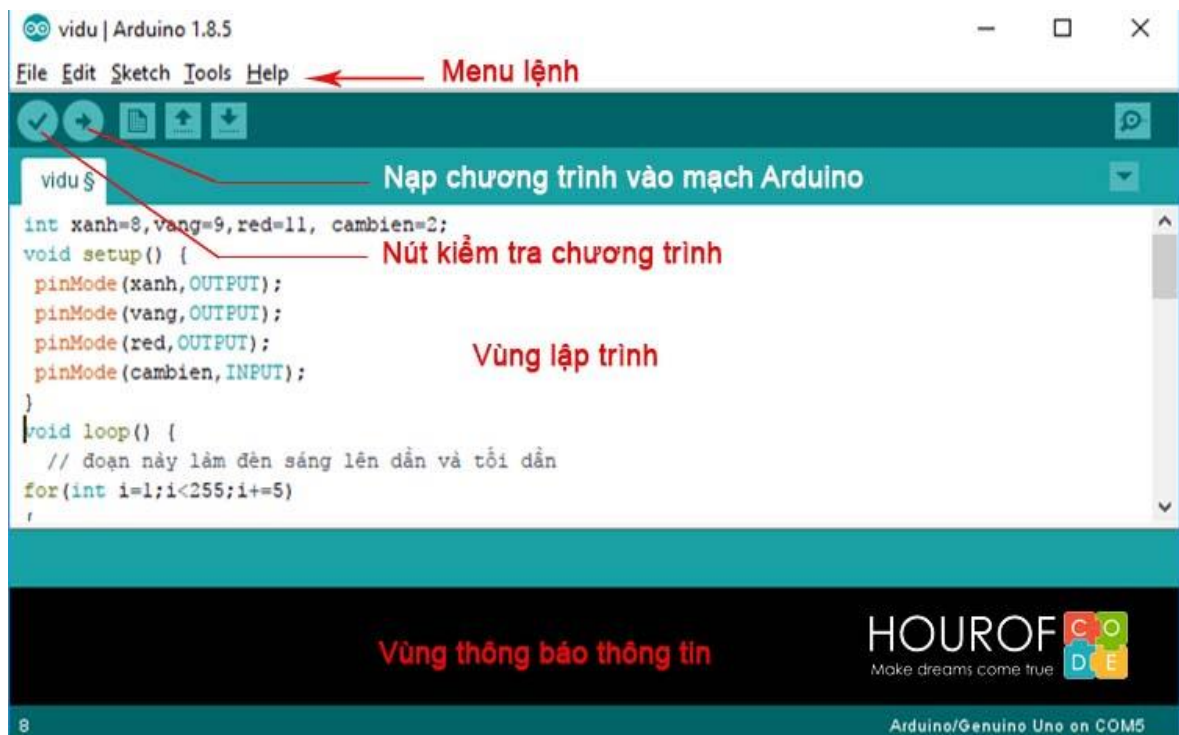 vidu | Arduino 1.8.5
File Edit Sketch Tools Help
Menu lệnh
vidu §
Nạp chương trình vào mạch Arduino
int xanh=8,vang=9,red=11, cambien=2;
void setup() {
Nút kiểm tra chương trình
pinMode(xanh,OUTPUT);
pinMode(vang,OUTPUT);
pinMode(red,OUTPUT);
Vùng lập trình
pinMode(cambien,INPUT);
}
void loop() {
// đoạn này làm đèn sáng lên dần và tối dần
for(int i=1;i<255;i+=5)
{
HOUROF CODE
Make dreams come true
Vùng thông báo thông tin
8
Arduino/Genuino Uno on COM5